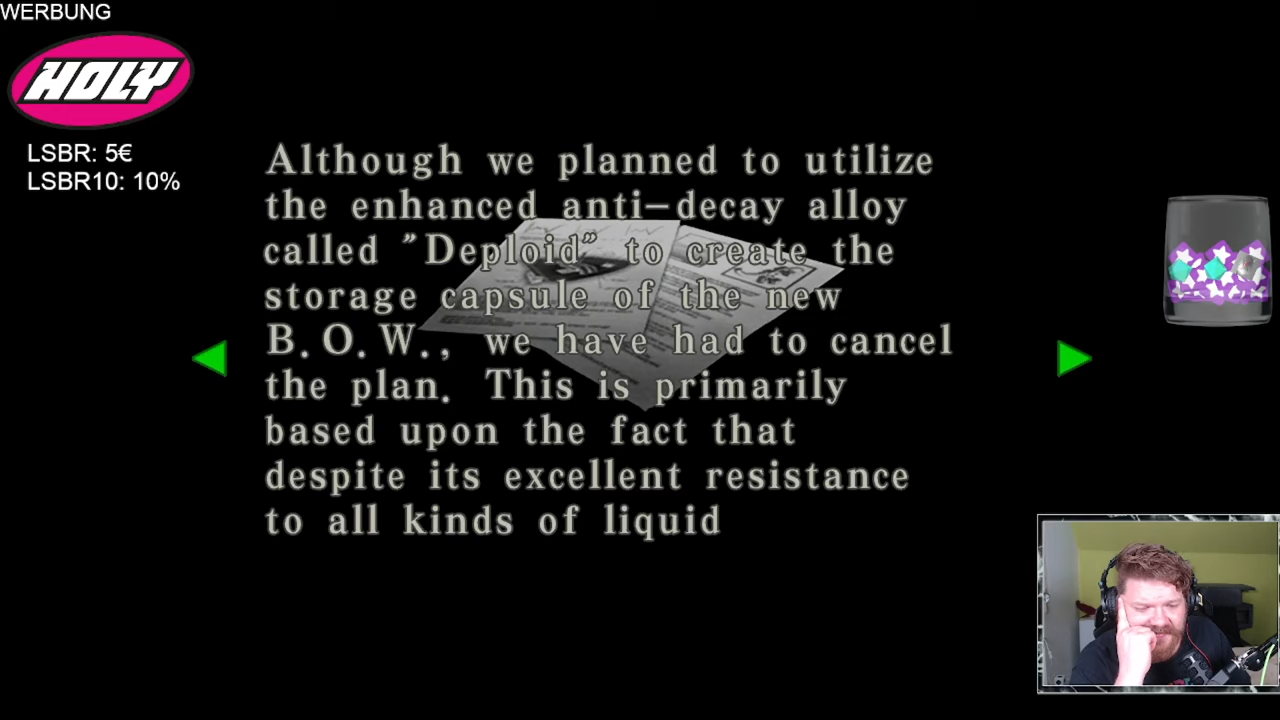 WERBUNG
HOLY
LSBR: 5€
LSBR10: 10%
Although we planned to utilize
the enhanced anti-decay alloy
called "Deploid" to create the
storage capsule of the new
B.O.W., we have had to cancel
the plan. This is primarily
based upon the fact that
despite its excellent resistance
to all kinds of liquid